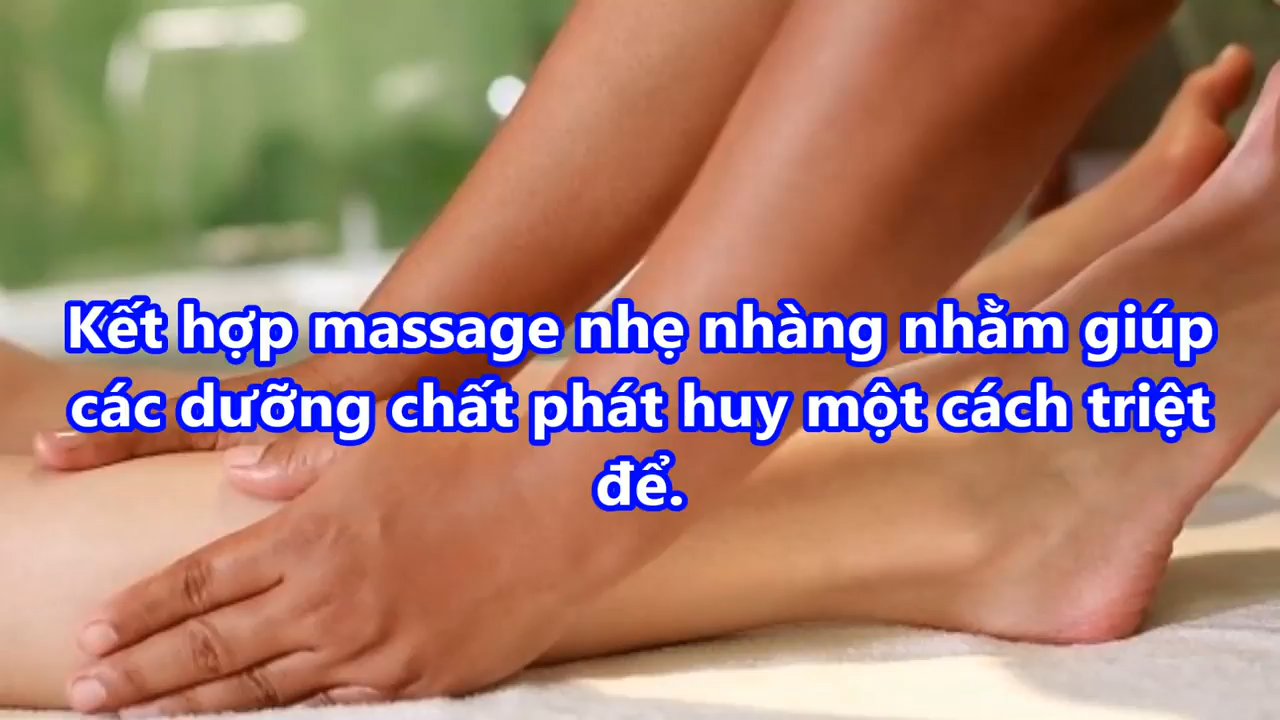 Kết hợp massage nhẹ nhàng nhằm giúp
các dưỡng chất phát huy một cách triệt
để.